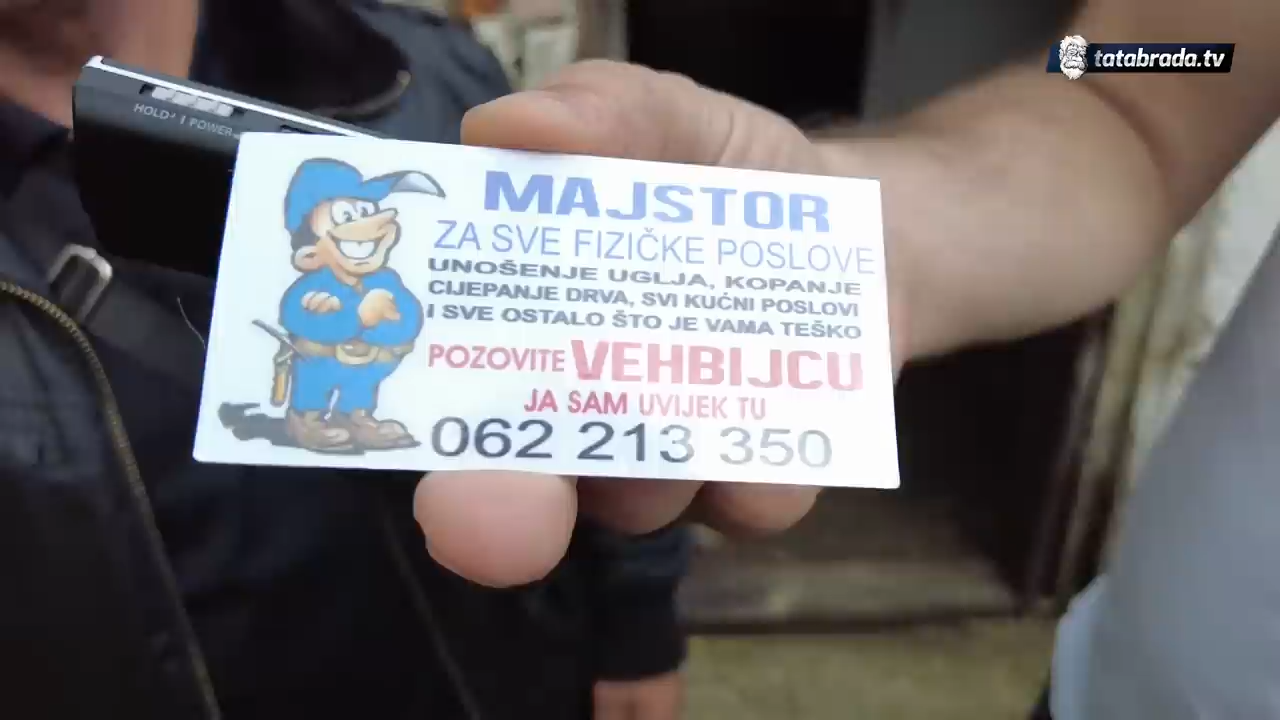 tatabrada.tv
HOLD◂ ! POWER
MAJSTOR
ZA SVE FIZIČKE POSLOVE
UNOŠENJE UGLJA, KOPANJE
CIJEPANJE DRVA, SVI KUĆNI POSLOVI
I SVE OSTALO ŠTO JE VAMA TEŠKO
POZOVITE VEHBIJCU
JA SAM UVIJEK TU
062 213 350